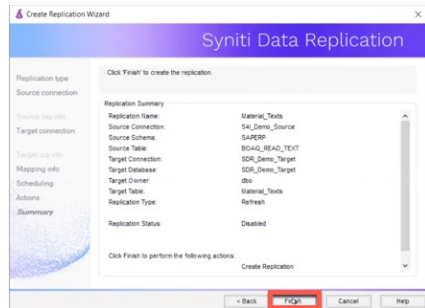 Create Replication Wizard
Syniti Data Replication
Replication type
Source connection
Source log info
Target connection
Target log info
Mapping info
Scheduling
Actions
Summary
Click 'Finish' to create the replication.
Replication Summary
Replication Name: Material_Texts
Source Connection: S4I_Demo_Source
Source Schema: SAPERP
Source Table: BOAQ_READ_TEXT
Target Connection: SDR_Demo_Target
Target Database: SDR_Demo_Target
Target Owner: dbo
Target Table: Material_Texts
Replication Type: Refresh
Replication Status: Disabled
Click Finish to perform the following actions:
Create Replication
< Back Finish Cancel Help